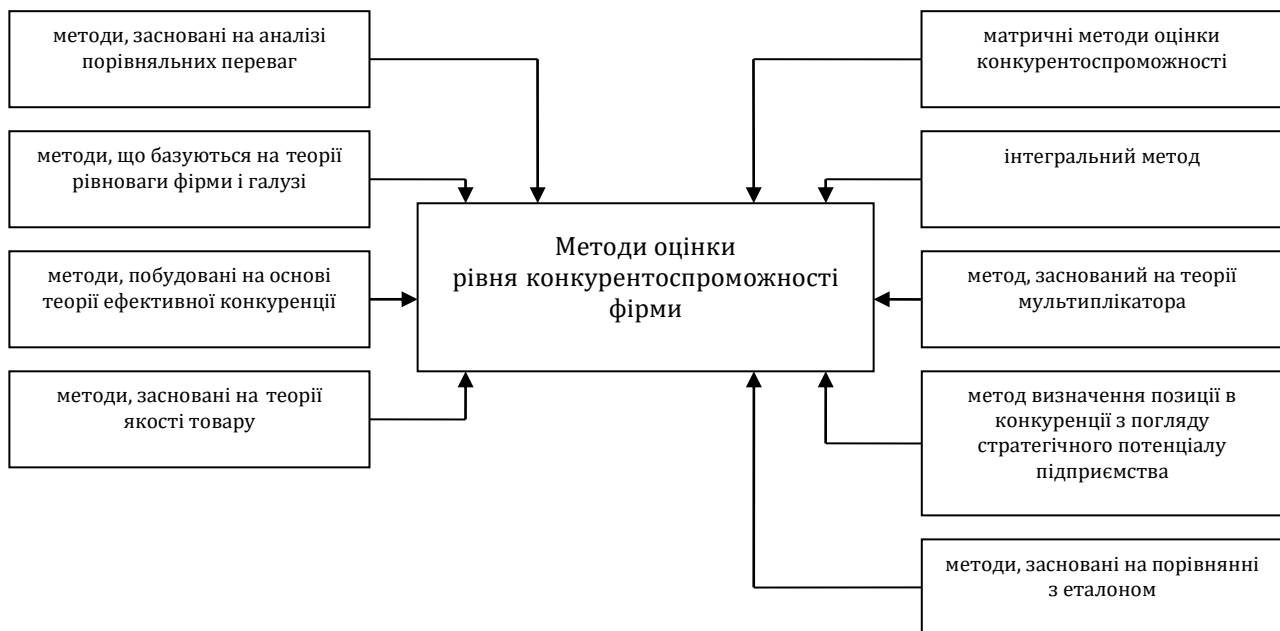 методи, засновані на аналізі
порівняльних переваг
методи, що базуються на теорії
рівноваги фірми і галузі
методи, побудовані на основі
теорії ефективної конкуренції
методи, засновані на теорії
якості товару
Методи оцінки
рівня конкурентоспроможності
фірми
матричні методи оцінки
конкурентоспроможності
інтегральний метод
метод, заснований на теорії
мультиплікатора
метод визначення позиції в
конкуренції з погляду
стратегічного потенціалу
підприємства
методи, засновані на порівнянні
з еталоном